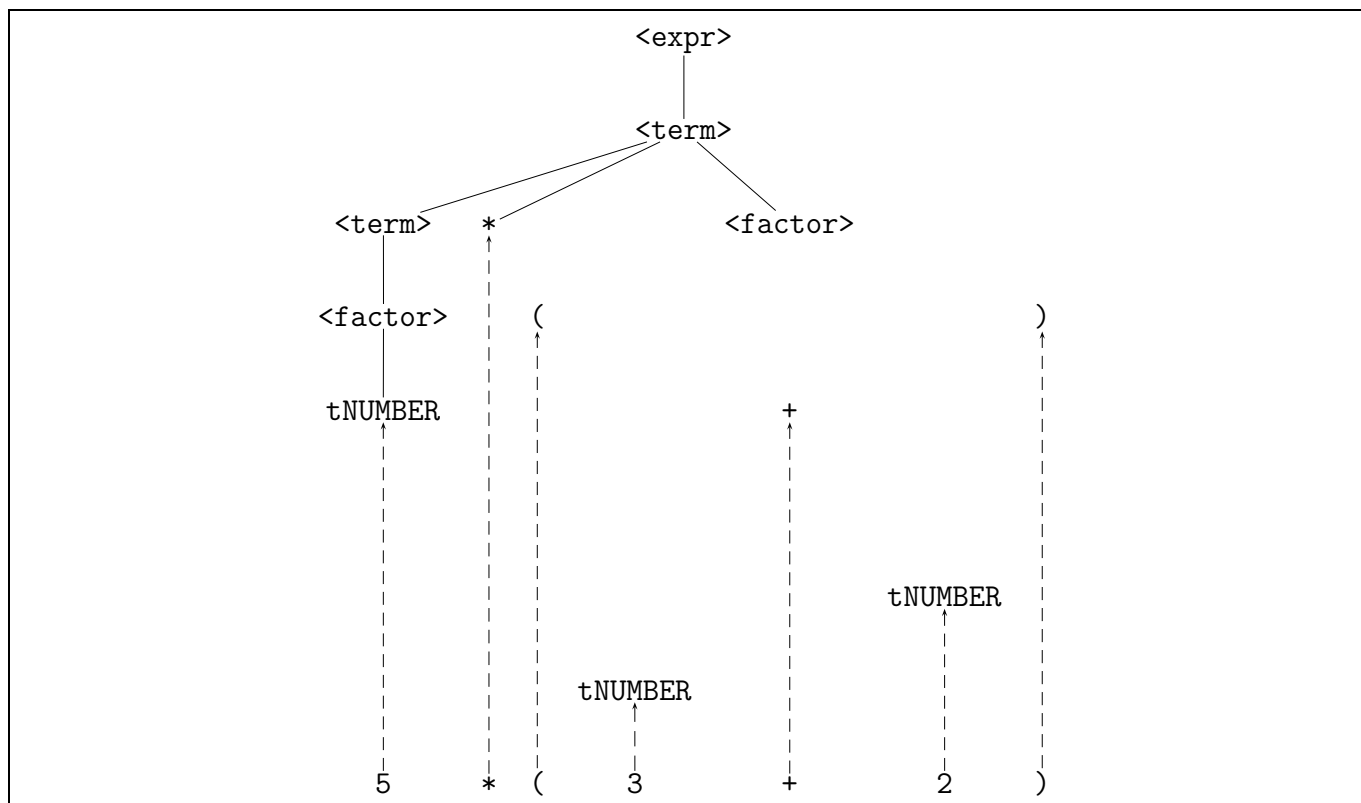 <expr>
<term>
<term> * <factor>
<factor> ( )
tNUMBER +
tNUMBER
tNUMBER
5 * ( 3 + 2 )